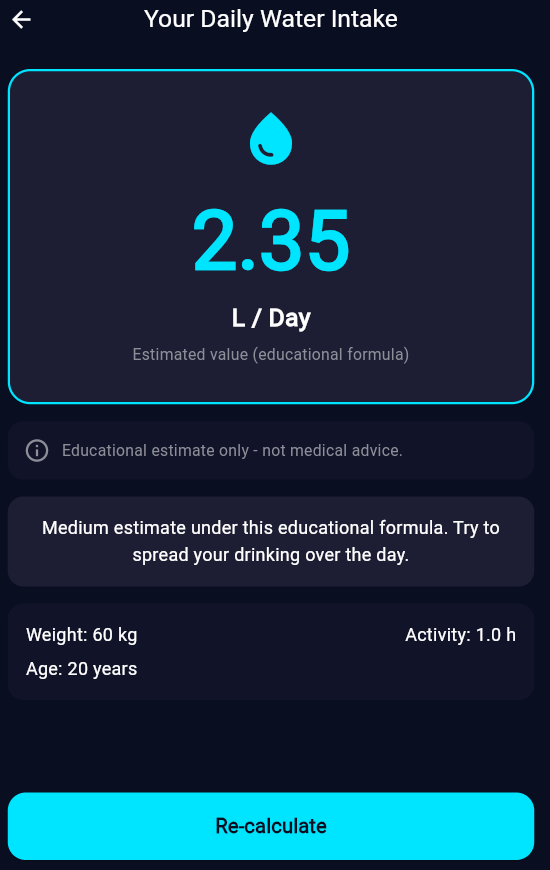 Your Daily Water Intake
2.35
L / Day
Estimated value (educational formula)
Educational estimate only - not medical advice.
Medium estimate under this educational formula. Try to
spread your drinking over the day.
Weight: 60 kg
Activity: 1.0 h
Age: 20 years
Re-calculate